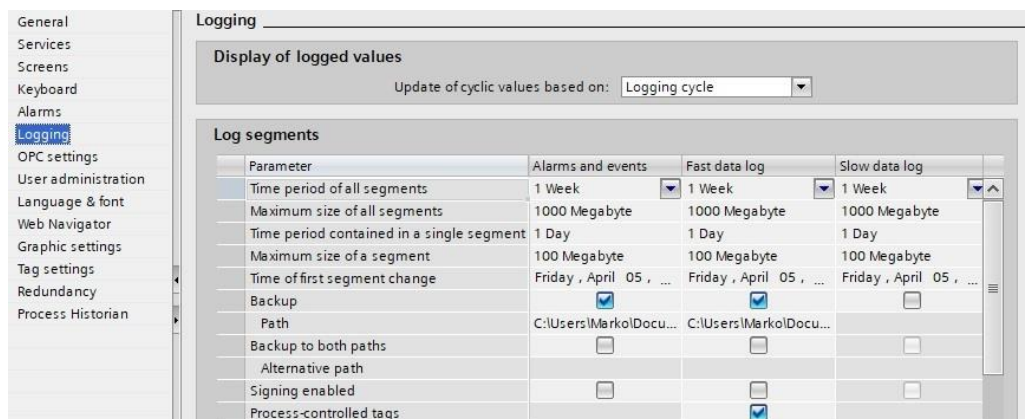 General
Services
Screens
Keyboard
Alarms
Logging
OPC settings
User administration
Language & font
Web Navigator
Graphic settings
Tag settings
Redundancy
Process Historian
Logging
Display of logged values
Update of cyclic values based on: Logging cycle
Log segments
Parameter Alarms and events Fast data log Slow data log
Time period of all segments 1 Week 1 Week 1 Week
Maximum size of all segments 1000 Megabyte 1000 Megabyte 1000 Megabyte
Time period contained in a single segment 1 Day 1 Day 1 Day
Maximum size of a segment 100 Megabyte 100 Megabyte 100 Megabyte
Time of first segment change Friday , April 05 , ... Friday , April 05 , ... Friday , April 05 , ...
Backup
Path C:\Users\Marko\Docu... C:\Users\Marko\Docu...
Backup to both paths
Alternative path
Signing enabled
Process-controlled tags